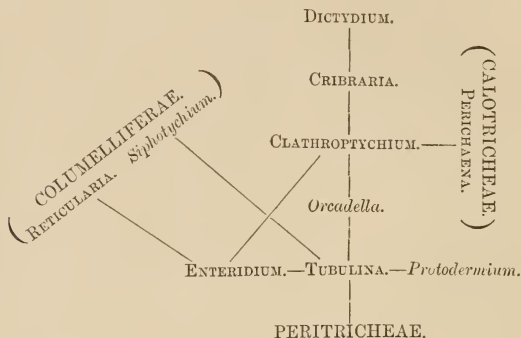 DICTYDIUM.
CRIBRARIA.
(COLUMELLIFERAE.
RETICULARIA. Siphotychium.)
CLATHROPTYCHIUM.—
(CALOTRICHEAE.
PERICHAENA.)
Orcadella.
ENTERIDIUM.—TUBULINA.—Protodermium.
PERITRICHEAE.